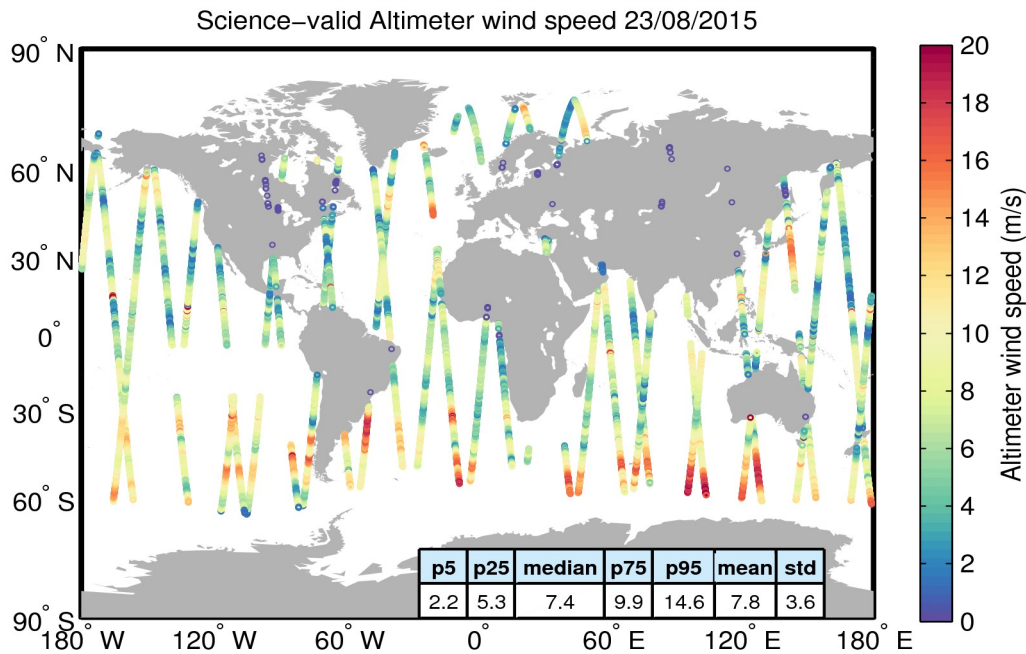 Science−valid Altimeter wind speed 23/08/2015
90° N
60° N
30° N
0°
30° S
60° S
90° S
180° W
120° W
60° W
0°
60° E
120° E
180° E
p5 p25 median p75 p95 mean std
2.2 5.3 7.4 9.9 14.6 7.8 3.6
20
18
16
14
12
10
8
6
4
2
0
Altimeter wind speed (m/s)